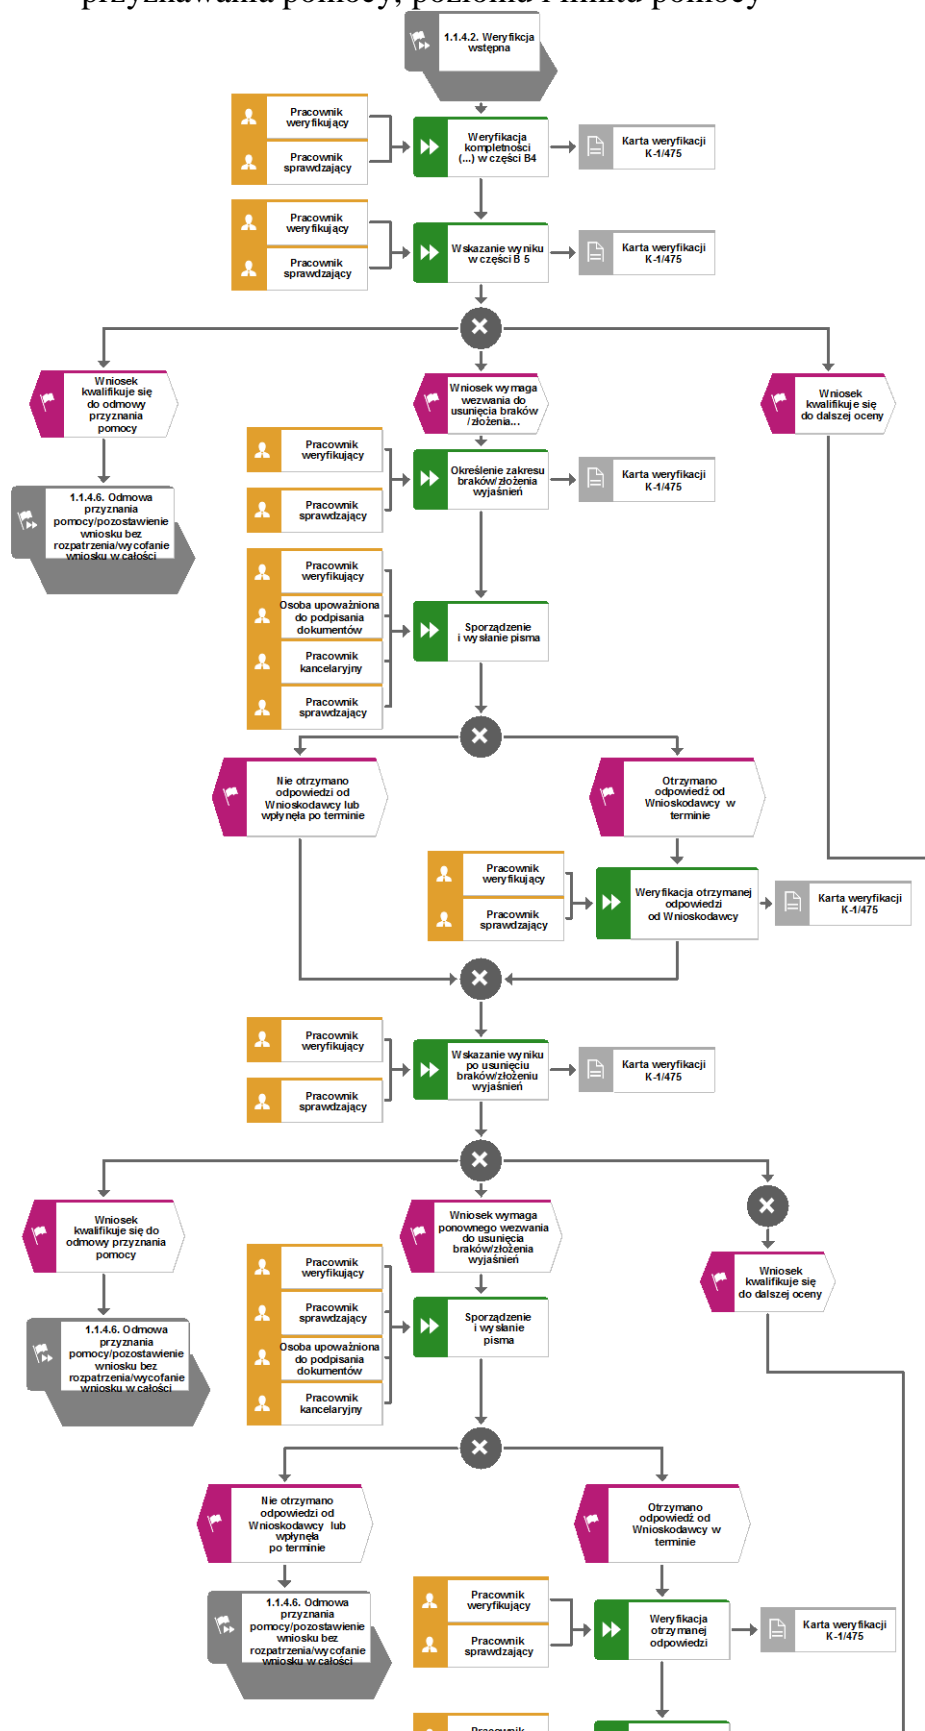 przyznawania pomocy, poziomu i limitu pomocy
1.1.4.2. Weryfikcja
wstępna
Pracownik
weryfikujący
Pracownik
sprawdzający
Weryfikacja
kompletności
(...) w części B4
Karta weryfikacji
K-1/475
Pracownik
weryfikujący
Pracownik
sprawdzający
Wskazanie wyniku
w części B 5
Karta weryfikacji
K-1/475
Wniosek
kwalifikuje się
do odmowy
przyznania
pomocy
Wniosek wymaga
wezwania do
usunięcia braków
/złożenia...
Wniosek
kwalifikuje się
do dalszej oceny
1.1.4.6. Odmowa
przyznania
pomocy/pozostawienie
wniosku bez
rozpatrzenia/wycofanie
wniosku w całości
Pracownik
weryfikujący
Pracownik
sprawdzający
Określenie zakresu
braków/złożenia
wyjaśnień
Karta weryfikacji
K-1/475
Pracownik
weryfikujący
Osoba upoważniona
do podpisania
dokumentów
Pracownik
kancelaryjny
Pracownik
sprawdzający
Sporządzenie
i wysłanie pisma
Nie otrzymano
odpowiedzi od
Wnioskodawcy lub
wpłynęła po terminie
Otrzymano
odpowiedź od
Wnioskodawcy w
terminie
Pracownik
weryfikujący
Pracownik
sprawdzający
Weryfikacja otrzymanej
odpowiedzi
od Wnioskodawcy
Karta weryfikacji
K-1/475
Pracownik
weryfikujący
Pracownik
sprawdzający
Wskazanie wyniku
po usunięciu
braków/złożeniu
wyjaśnień
Karta weryfikacji
K-1/475
Wniosek
kwalifikuje się do
odmowy przyznania
pomocy
Wniosek wymaga
ponownego wezwania
do usunięcia
braków/złożenia
wyjaśnień
Wniosek
kwalifikuje się
do dalszej oceny
1.1.4.6. Odmowa
przyznania
pomocy/pozostawienie
wniosku bez
rozpatrzenia/wycofanie
wniosku w całości
Pracownik
weryfikujący
Pracownik
sprawdzający
Osoba upoważniona
do podpisania
dokumentów
Pracownik
kancelaryjny
Sporządzenie
i wysłanie
pisma
Nie otrzymano
odpowiedzi od
Wnioskodawcy lub
wpłynęła
po terminie
Otrzymano
odpowiedź od
Wnioskodawcy w
terminie
1.1.4.6. Odmowa
przyznania
pomocy/pozostawienie
wniosku bez
rozpatrzenia/wycofanie
wniosku w całości
Pracownik
weryfikujący
Pracownik
sprawdzający
Weryfikacja
otrzymanej
odpowiedzi
Karta weryfikacji
K-1/475
Pracownik